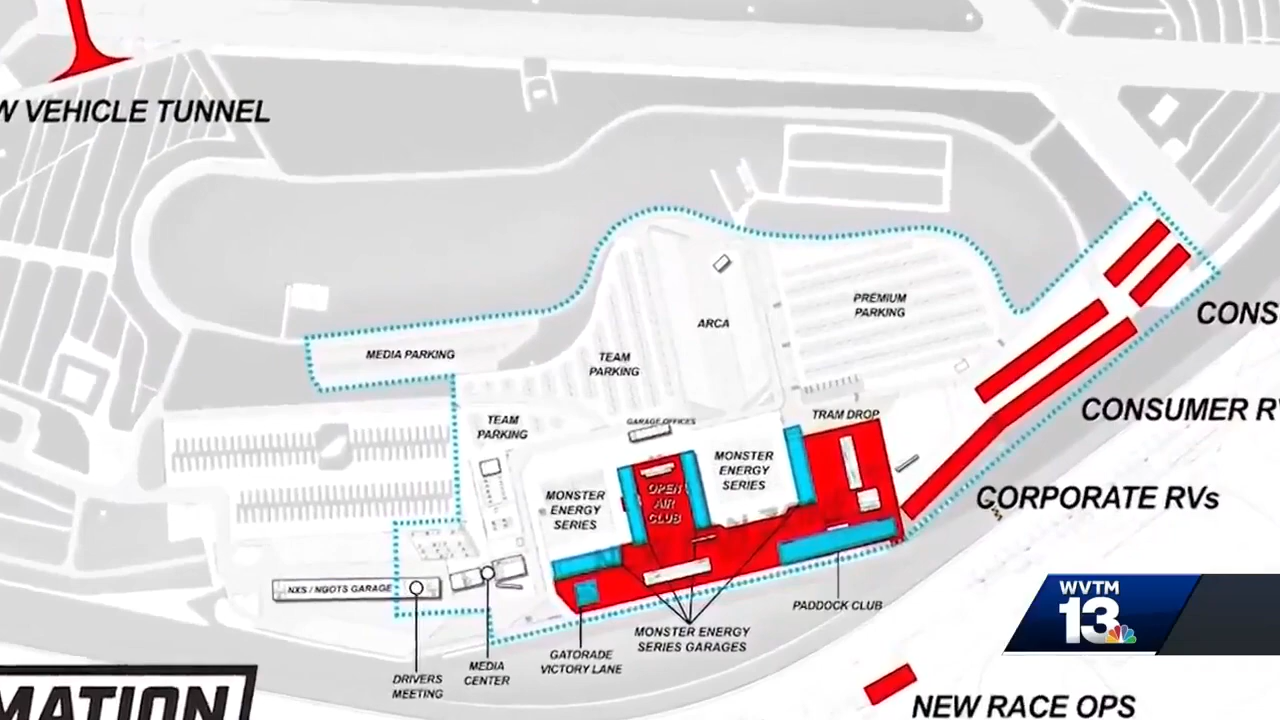 W VEHICLE TUNNEL
CONS
MEDIA PARKING
TEAM
PARKING
ARCA
PREMIUM
PARKING
TEAM
PARKING
GARAGE OFFICES
TRAM DROP
CONSUMER RV
MONSTER
ENERGY
SERIES
OPEN
AIR
CLUB
MONSTER
ENERGY
SERIES
CORPORATE RVs
NXS / NGOTS GARAGE
PADDOCK CLUB
DRIVERS
MEETING
MEDIA
CENTER
GATORADE
VICTORY LANE
MONSTER ENERGY
SERIES GARAGES
WVTM
13
MATION
NEW RACE OPS